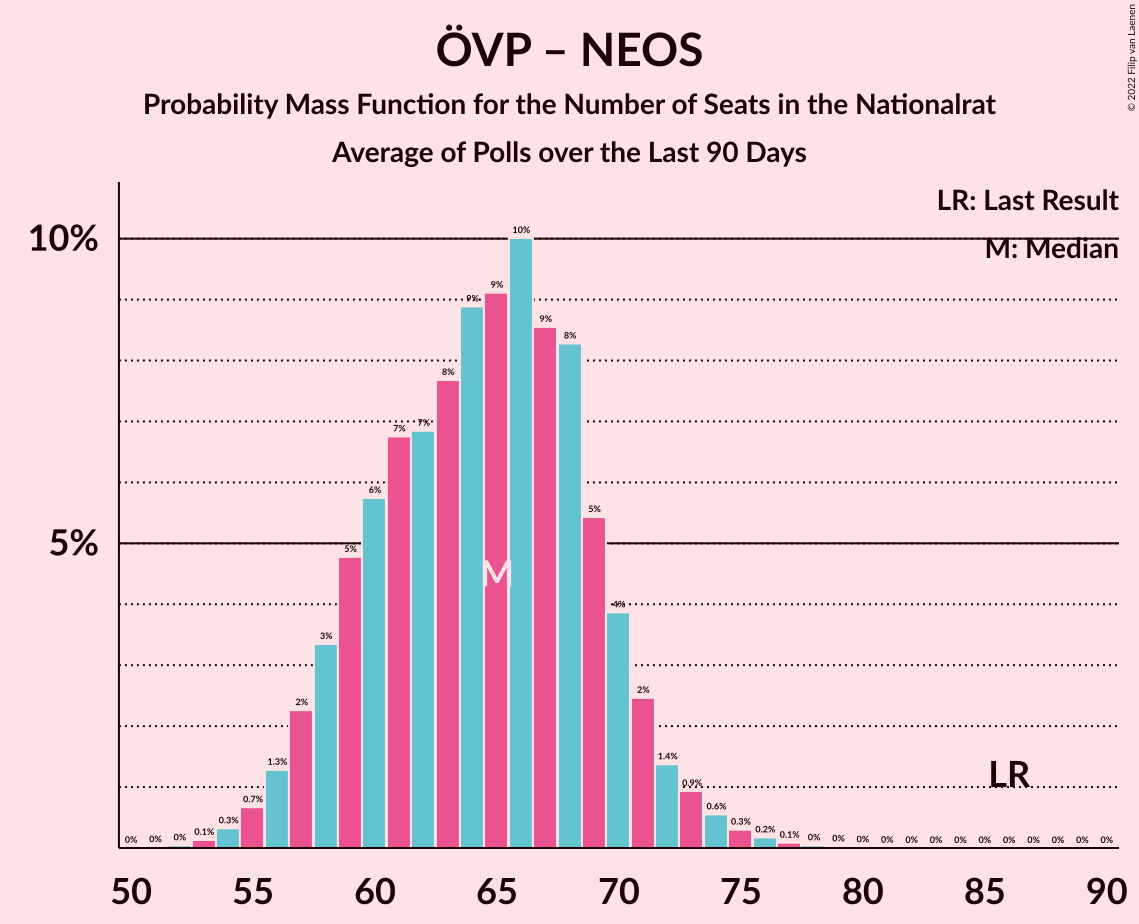 ÖVP – NEOS
Probability Mass Function for the Number of Seats in the Nationalrat
Average of Polls over the Last 90 Days
© 2022 Filip van Laenen
LR: Last Result
M: Median
10%
5%
0% 0% 0% 0.1% 0.3% 0.7% 1.3% 2% 3% 5% 6% 7% 7% 8% 9% 9% 10% 9% 8% 5% 4% 2% 1.4% 0.9% 0.6% 0.3% 0.2% 0.1% 0% 0% 0% 0% 0% 0% 0% 0% 0% 0% 0% 0% 0%
M
LR
50 55 60 65 70 75 80 85 90